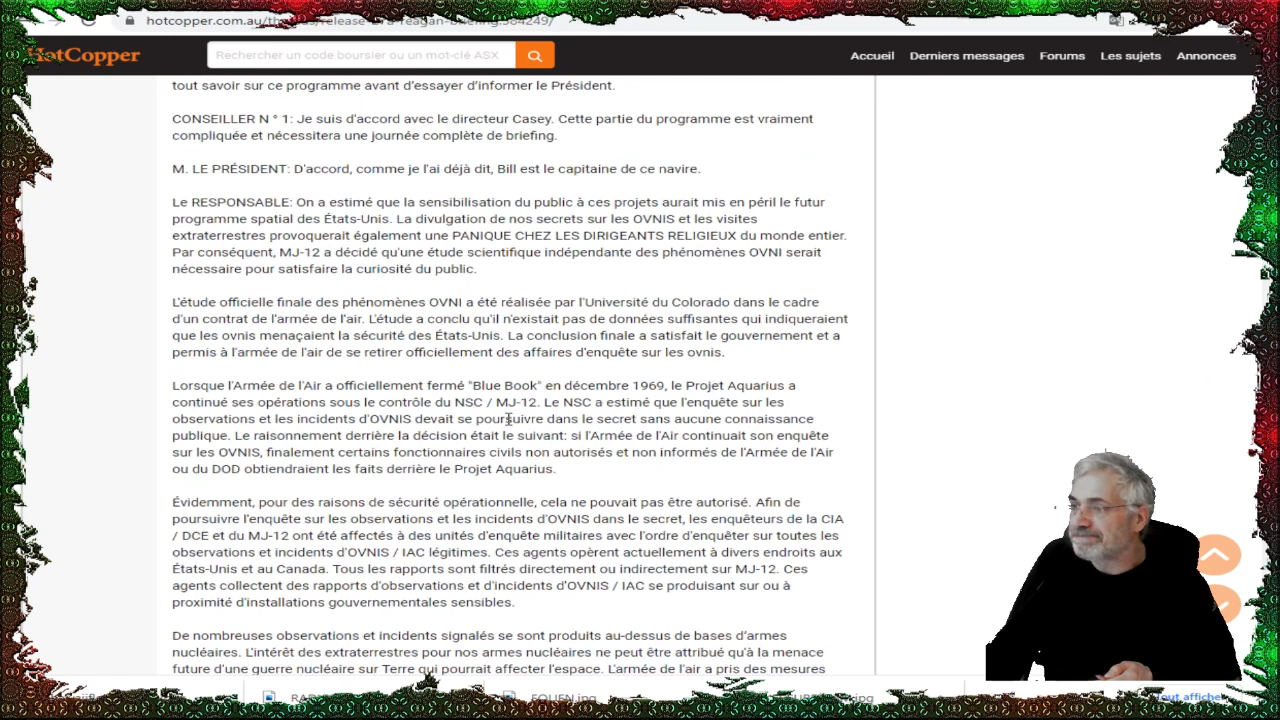 hotcopper.com.au/th
HotCopper
Rechercher un code boursier ou un mot-clé ASX
Accueil
Derniers messages
Forums
Les sujets
Annonces
tout savoir sur ce programme avant d'essayer d'informer le Président.
CONSEILLER N ° 1: Je suis d'accord avec le directeur Casey. Cette partie du programme est vraiment
compliquée et nécessitera une journée complète de briefing.
M. LE PRÉSIDENT: D'accord, comme je l'ai déjà dit, Bill est le capitaine de ce navire.
Le RESPONSABLE: On a estimé que la sensibilisation du public à ces projets aurait mis en péril le futur
programme spatial des États-Unis. La divulgation de nos secrets sur les OVNIS et les visites
extraterrestres provoquerait également une PANIQUE CHEZ LES DIRIGEANTS RELIGIEUX du monde entier.
Par conséquent, MJ-12 a décidé qu'une étude scientifique indépendante des phénomènes OVNI serait
nécessaire pour satisfaire la curiosité du public.
L'étude officielle finale des phénomènes OVNI a été réalisée par l'Université du Colorado dans le cadre
d'un contrat de l'armée de l'air. L'étude a conclu qu'il n'existait pas de données suffisantes qui indiqueraient
que les ovnis menaçaient la sécurité des États-Unis. La conclusion finale a satisfait le gouvernement et a
permis à l'armée de l'air de se retirer officiellement des affaires d'enquête sur les ovnis.
Lorsque l'Armée de l'Air a officiellement fermé "Blue Book" en décembre 1969, le Projet Aquarius a
continué ses opérations sous le contrôle du NSC / MJ-12. Le NSC a estimé que l'enquête sur les
observations et les incidents d'OVNIS devait se poursuivre dans le secret sans aucune connaissance
publique. Le raisonnement derrière la décision était le suivant: si l'Armée de l'Air continuait son enquête
sur les OVNIS, finalement certains fonctionnaires civils non autorisés et non informés de l'Armée de l'Air
ou du DOD obtiendraient les faits derrière le Projet Aquarius.
Évidemment, pour des raisons de sécurité opérationnelle, cela ne pouvait pas être autorisé. Afin de
poursuivre l'enquête sur les observations et les incidents d'OVNIS dans le secret, les enquêteurs de la CIA
/ DCE et du MJ-12 ont été affectés à des unités d'enquête militaires avec l'ordre d'enquêter sur toutes les
observations et incidents d'OVNIS / IAC légitimes. Ces agents opèrent actuellement à divers endroits aux
États-Unis et au Canada. Tous les rapports sont filtrés directement ou indirectement sur MJ-12. Ces
agents collectent des rapports d'observations et d'incidents d'OVNIS / IAC se produisant sur ou à
proximité d'installations gouvernementales sensibles.
De nombreuses observations et incidents signalés se sont produits au-dessus de bases d'armes
nucléaires. L'intérêt des extraterrestres pour nos armes nucléaires ne peut être attribué qu'à la menace
future d'une guerre nucléaire sur Terre qui pourrait affecter l'espace. L'armée de l'air a pris des mesures